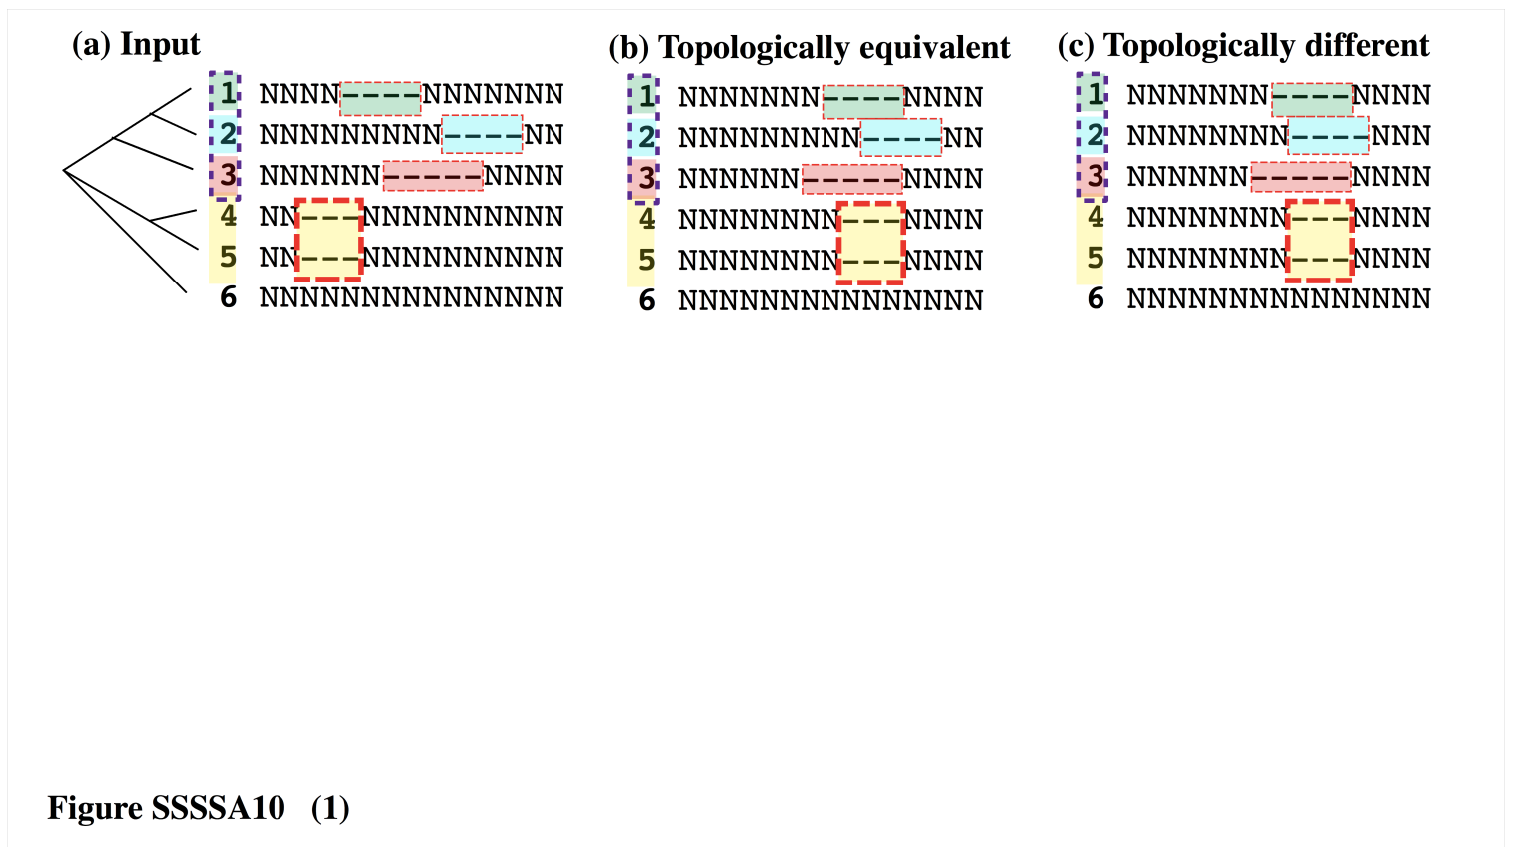 (a) Input (b) Topologically equivalent (c) Topologically different
1 NNNN----NNNNNNN 1 NNNNNNN----NNNN 1 NNNNNNN----NNNN
2 NNNNNNNNN----NN 2 NNNNNNNNN----NN 2 NNNNNNNN----NNN
3 NNNNNN-----NNNN 3 NNNNNN-----NNNN 3 NNNNNN-----NNNN
4 NN---NNNNNNNNNN 4 NNNNNNNN---NNNN 4 NNNNNNNN---NNNN
5 NN---NNNNNNNNNN 5 NNNNNNNN---NNNN 5 NNNNNNNN---NNNN
6 NNNNNNNNNNNNNNN 6 NNNNNNNNNNNNNNN 6 NNNNNNNNNNNNNNN
Figure SSSSA10 (1)